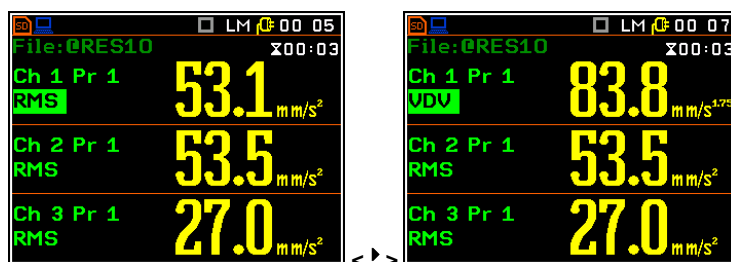 SD LM 00 05
File:@RES10 00:03
Ch 1 Pr 1
RMS 53.1 mm/s²
Ch 2 Pr 1
RMS 53.5 mm/s²
Ch 3 Pr 1
RMS 27.0 mm/s²
< >
SD LM 00 07
File:@RES10 00:03
Ch 1 Pr 1
VDV 83.8 mm/s¹·⁷⁵
Ch 2 Pr 1
RMS 53.5 mm/s²
Ch 3 Pr 1
RMS 27.0 mm/s²